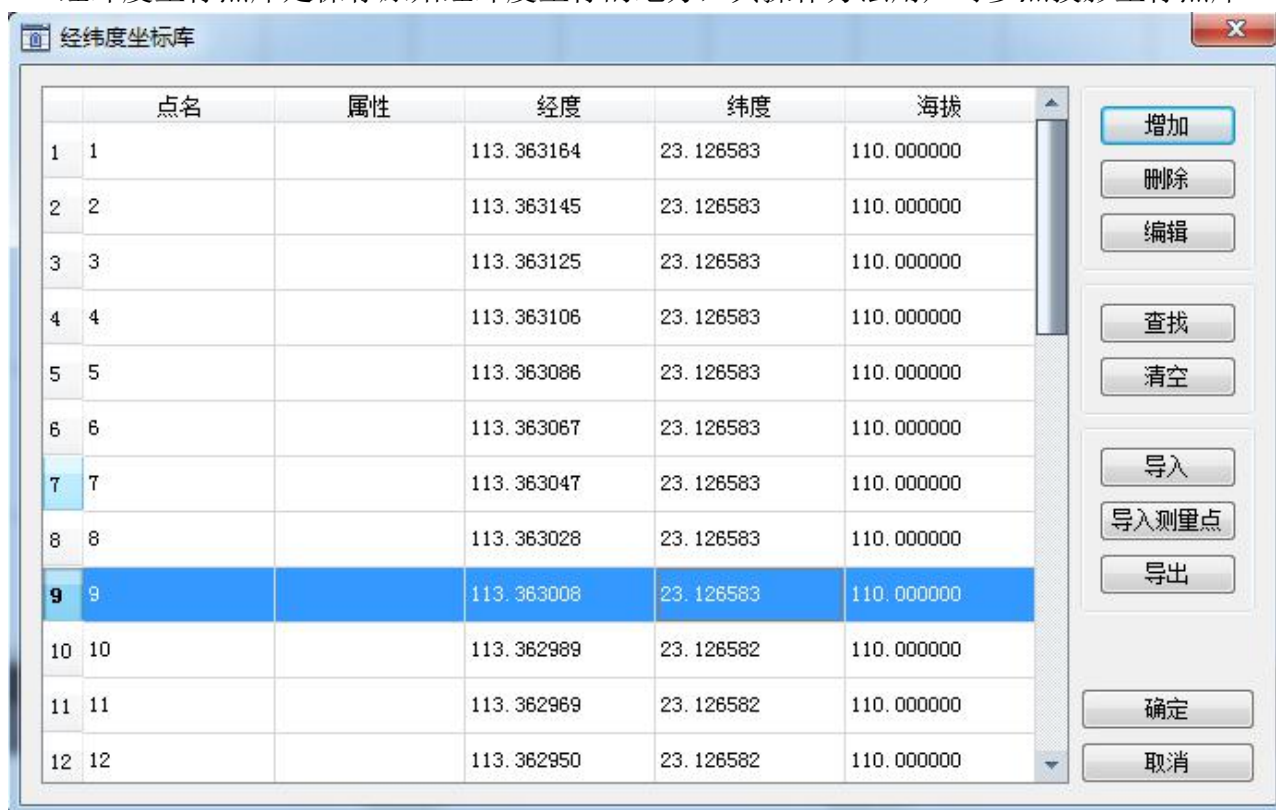 经纬度坐标库
点名 属性 经度 纬度 海拔
1 1 113.363164 23.126583 110.000000
2 2 113.363145 23.126583 110.000000
3 3 113.363125 23.126583 110.000000
4 4 113.363106 23.126583 110.000000
5 5 113.363086 23.126583 110.000000
6 6 113.363067 23.126583 110.000000
7 7 113.363047 23.126583 110.000000
8 8 113.363028 23.126583 110.000000
9 9 113.363008 23.126583 110.000000
10 10 113.362989 23.126582 110.000000
11 11 113.362969 23.126582 110.000000
12 12 113.362950 23.126582 110.000000
增加
删除
编辑
查找
清空
导入
导入测量点
导出
确定
取消